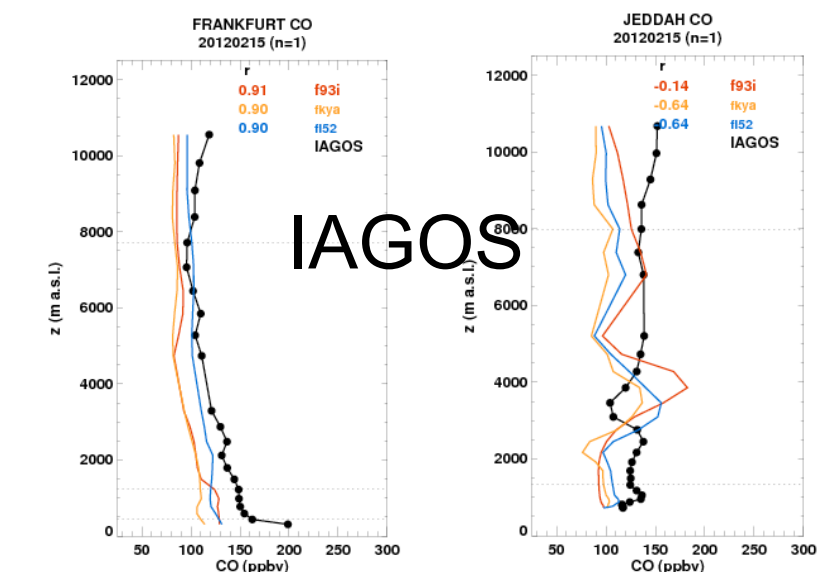 FRANKFURT CO
20120215 (n=1)
r
0.91 f93i
0.90 fkya
0.90 fl52
IAGOS
12000
10000
8000
6000
4000
2000
0
z (m a.s.l.)
50 100 150 200 250 300
CO (ppbv)
IAGOS
JEDDAH CO
20120215 (n=1)
r
-0.14 f93i
-0.64 fkya
-0.64 fl52
IAGOS
12000
10000
8000
6000
4000
2000
0
z (m a.s.l.)
50 100 150 200 250 300
CO (ppbv)